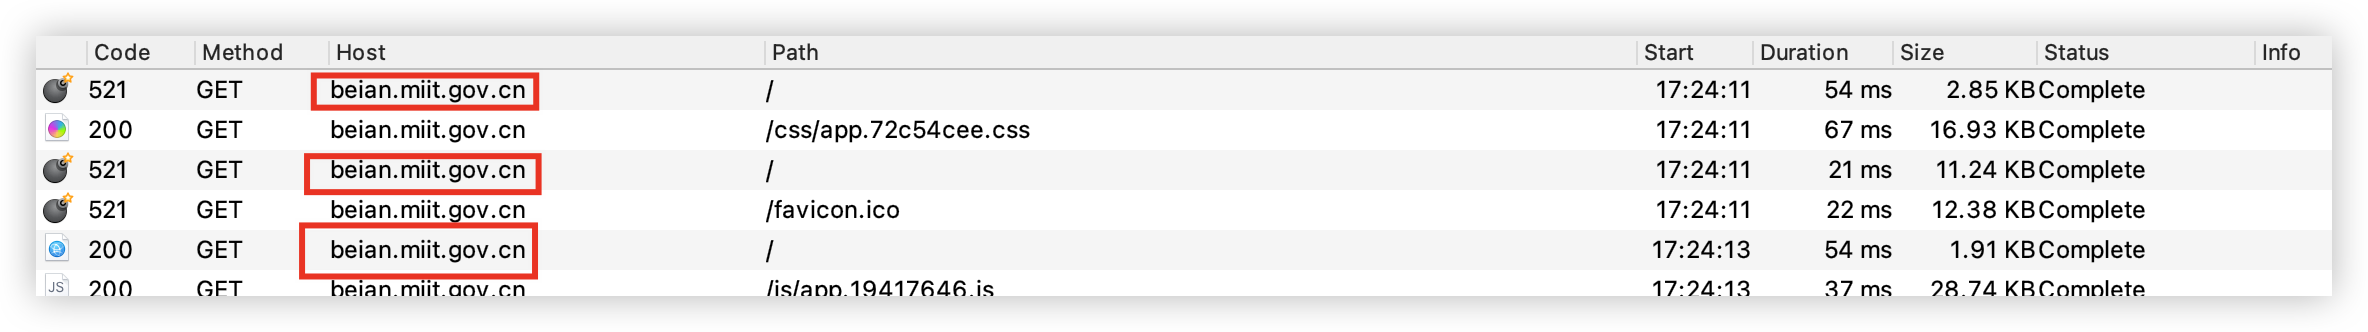 Code Method Host Path Start Duration Size Status Info
521 GET beian.miit.gov.cn / 17:24:11 54 ms 2.85 KB Complete
200 GET beian.miit.gov.cn /css/app.72c54cee.css 17:24:11 67 ms 16.93 KB Complete
521 GET beian.miit.gov.cn / 17:24:11 21 ms 11.24 KB Complete
521 GET beian.miit.gov.cn /favicon.ico 17:24:11 22 ms 12.38 KB Complete
200 GET beian.miit.gov.cn / 17:24:13 54 ms 1.91 KB Complete
JS 200 GET beian.miit.gov.cn /js/app.19417646.js 17:24:13 37 ms 28.74 KB Complete